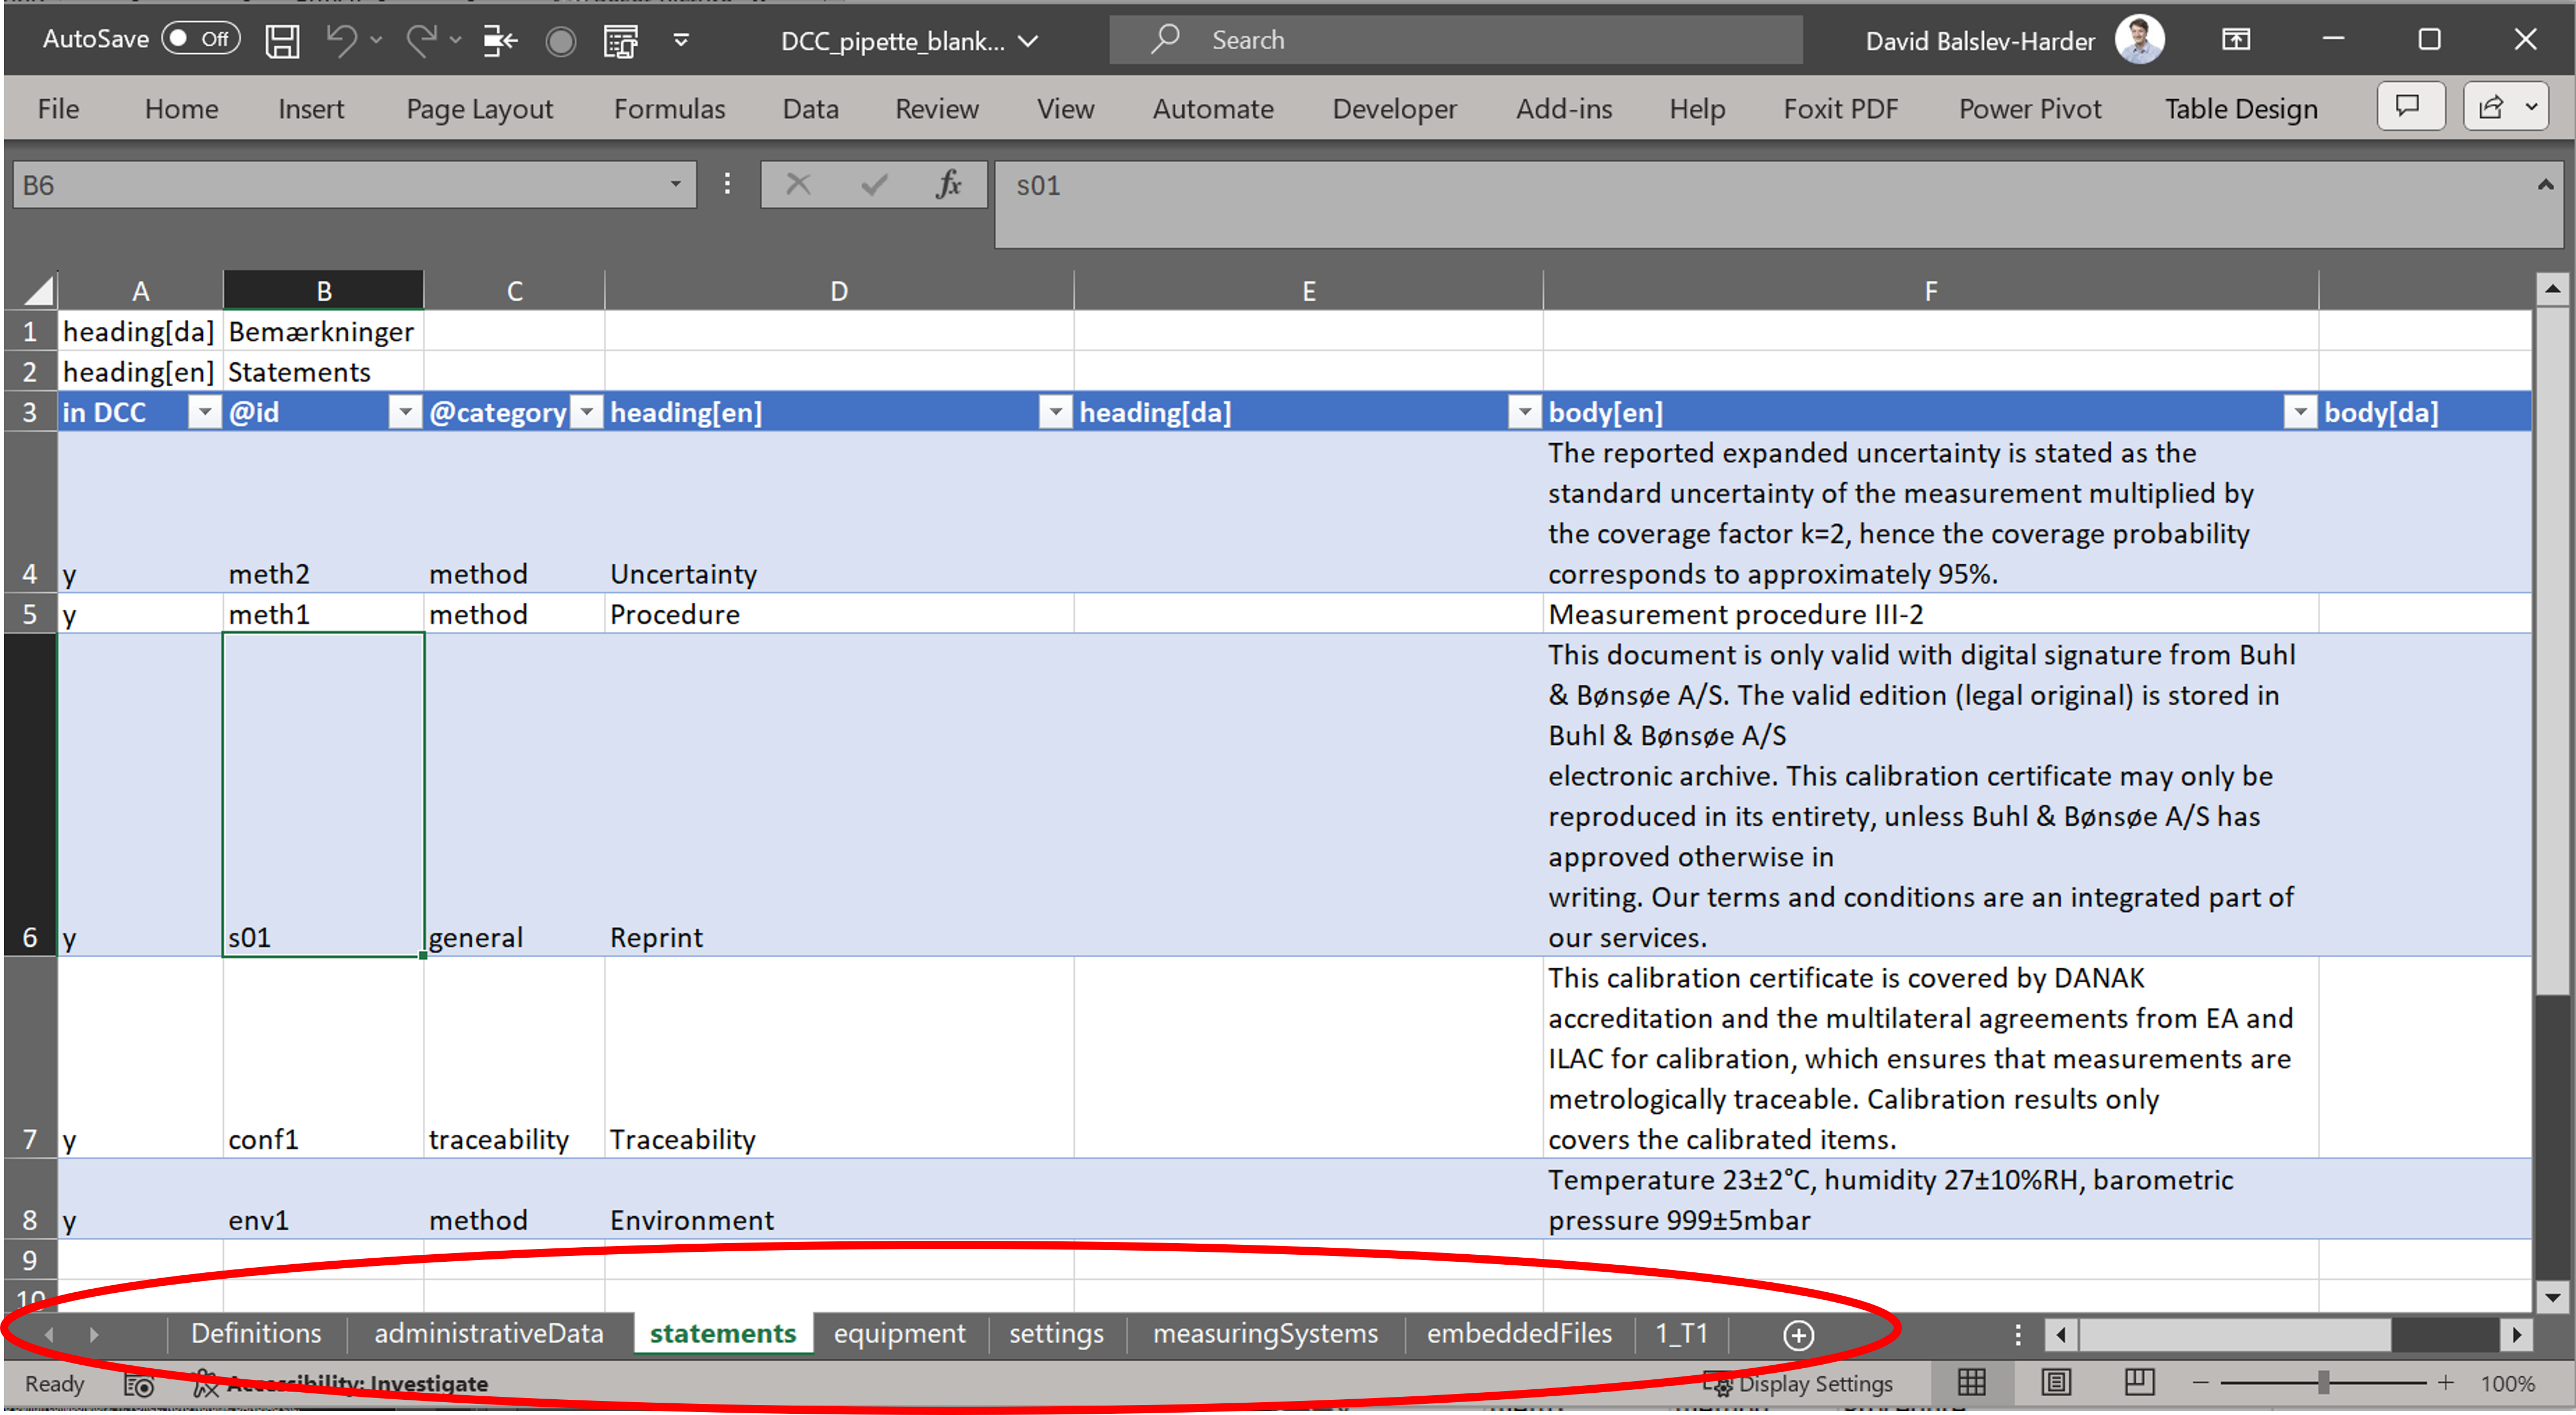 AutoSave Off DCC_pipette_blank... Search David Balslev-Harder
File Home Insert Page Layout Formulas Data Review View Automate Developer Add-ins Help Foxit PDF Power Pivot Table Design
B6 fx s01
A B C D E F
1 heading[da] Bemærkninger
2 heading[en] Statements
3 in DCC @id @category heading[en] heading[da] body[en] body[da]
The reported expanded uncertainty is stated as the
standard uncertainty of the measurement multiplied by
the coverage factor k=2, hence the coverage probability
4 y meth2 method Uncertainty corresponds to approximately 95%.
5 y meth1 method Procedure Measurement procedure III-2
This document is only valid with digital signature from Buhl
& Bønsøe A/S. The valid edition (legal original) is stored in
Buhl & Bønsøe A/S
electronic archive. This calibration certificate may only be
reproduced in its entirety, unless Buhl & Bønsøe A/S has
approved otherwise in
writing. Our terms and conditions are an integrated part of
6 y s01 general Reprint our services.
This calibration certificate is covered by DANAK
accreditation and the multilateral agreements from EA and
ILAC for calibration, which ensures that measurements are
metrologically traceable. Calibration results only
7 y conf1 traceability Traceability covers the calibrated items.
Temperature 23±2°C, humidity 27±10%RH, barometric
8 y env1 method Environment pressure 999±5mbar
9
10
Definitions administrativeData statements equipment settings measuringSystems embeddedFiles 1_T1
Ready Accessibility: Investigate Display Settings 100%